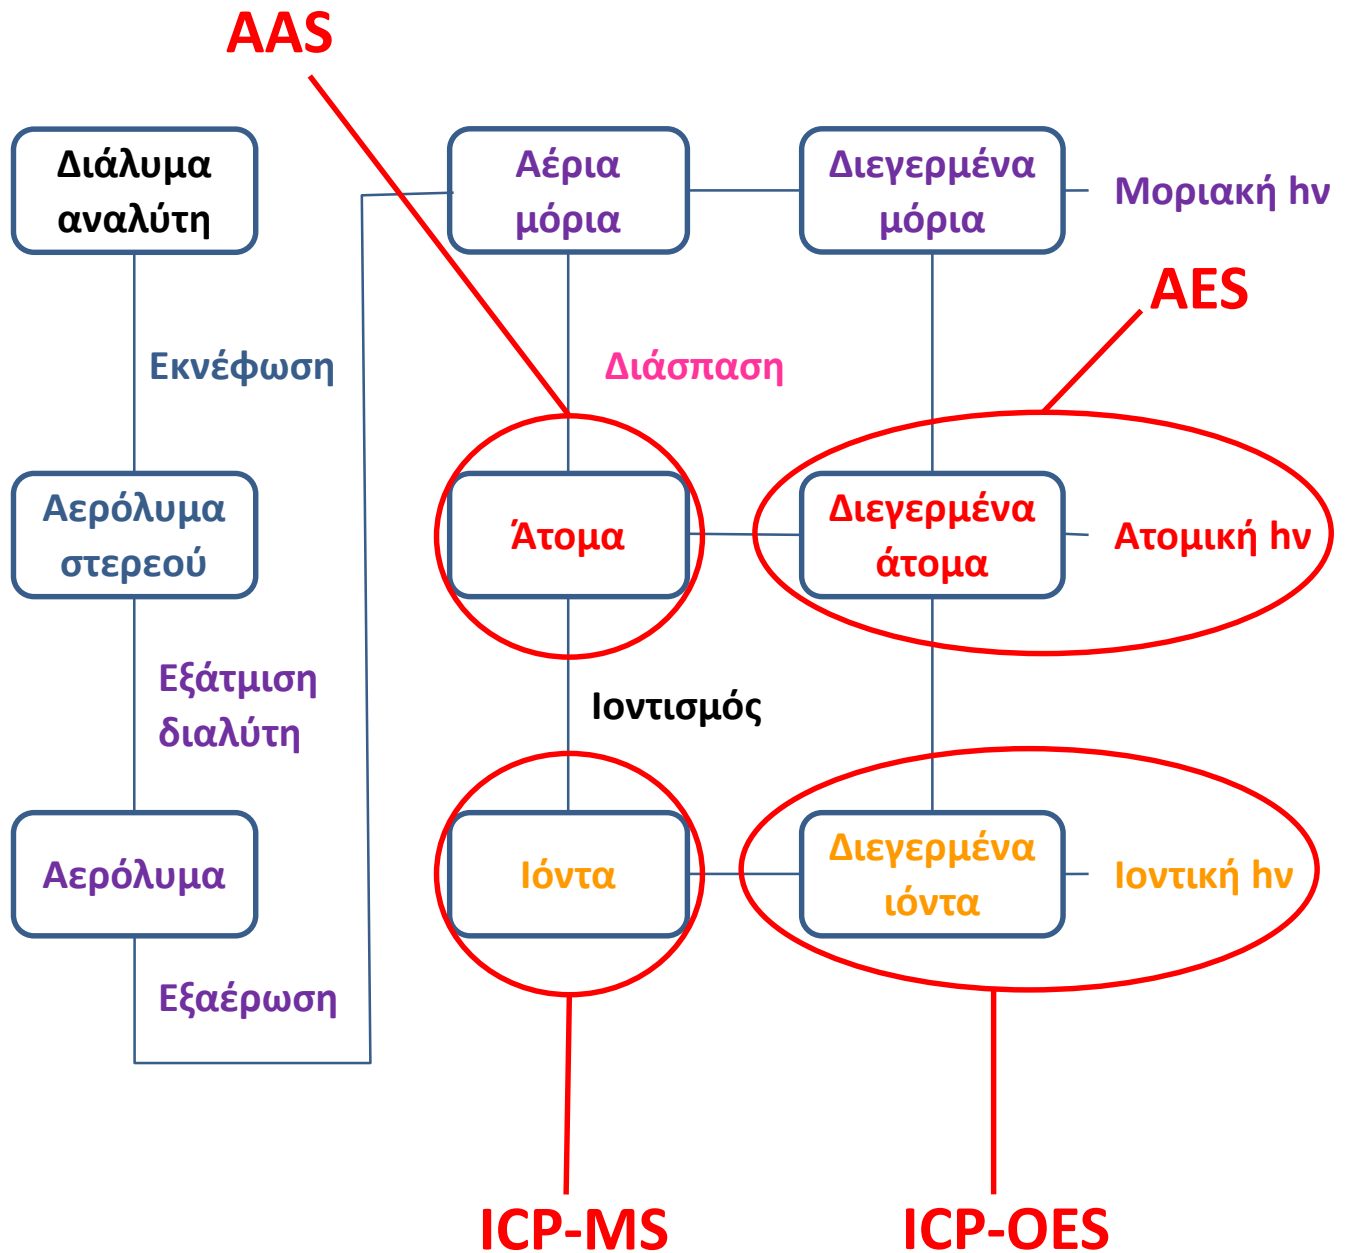 AAS
Διάλυμα
αναλύτη
Αέρια
μόρια
Διεγερμένα
μόρια
Μοριακή hν
AES
Εκνέφωση
Διάσπαση
Αερόλυμα
στερεού
Άτομα
Διεγερμένα
άτομα
Ατομική hν
Εξάτμιση
διαλύτη
Ιοντισμός
Αερόλυμα
Ιόντα
Διεγερμένα
ιόντα
Ιοντική hν
Εξαέρωση
ICP-MS
ICP-OES